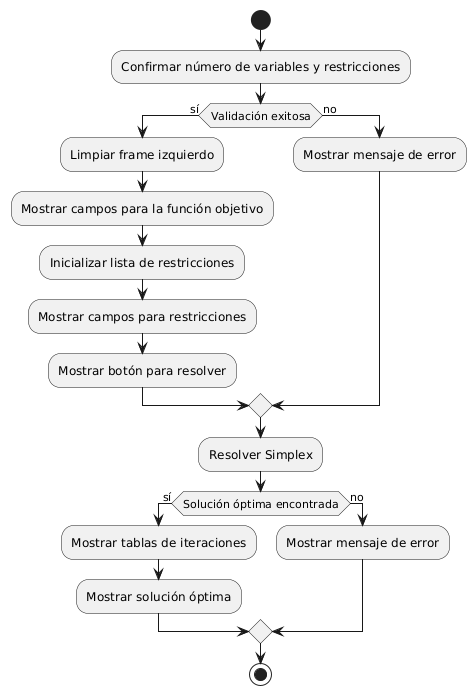 Confirmar número de variables y restricciones
sí
Validación exitosa
no
Limpiar frame izquierdo
Mostrar mensaje de error
Mostrar campos para la función objetivo
Inicializar lista de restricciones
Mostrar campos para restricciones
Mostrar botón para resolver
Resolver Simplex
sí
Solución óptima encontrada
no
Mostrar tablas de iteraciones
Mostrar mensaje de error
Mostrar solución óptima